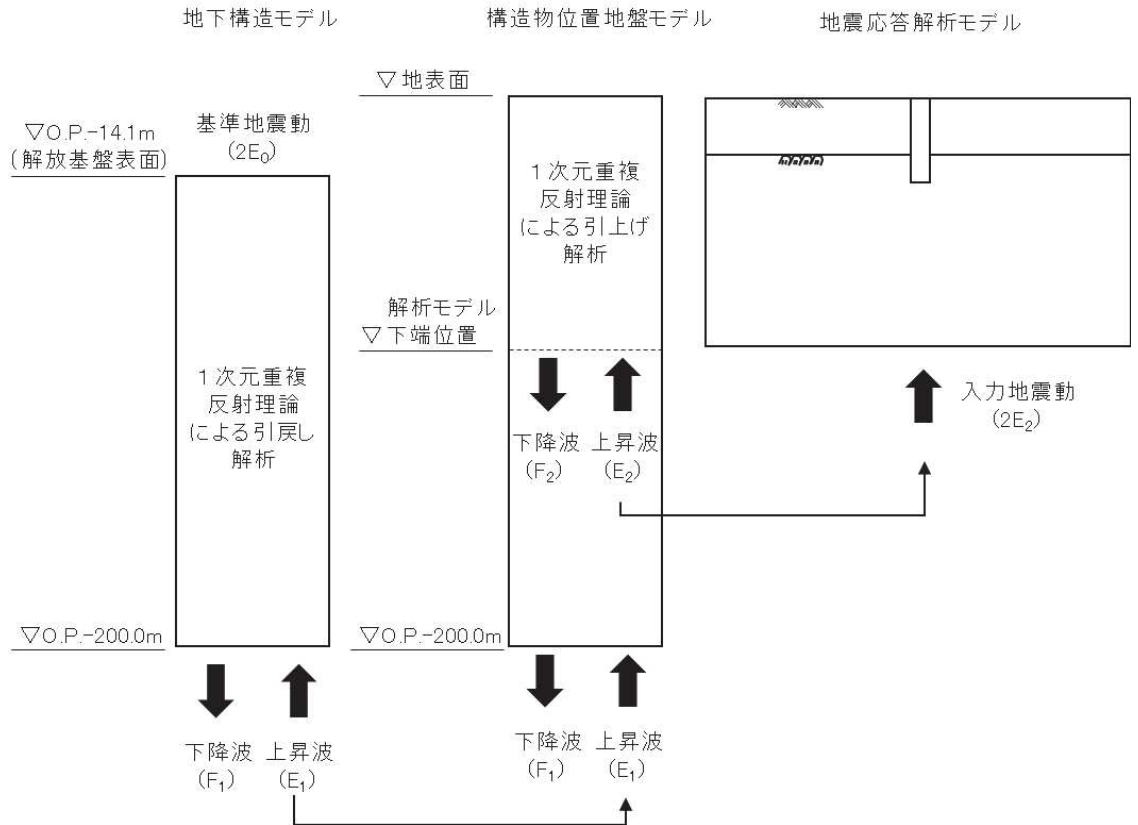 地下構造モデル
▽O.P.-14.1m
(解放基盤表面)
基準地震動
(2E₀)
1次元重複
反射理論
による引戻し
解析
▽O.P.-200.0m
下降波
(F₁)
上昇波
(E₁)
構造物位置地盤モデル
▽地表面
1次元重複
反射理論
による引上げ
解析
解析モデル
▽下端位置
下降波
(F₂)
上昇波
(E₂)
▽O.P.-200.0m
下降波
(F₁)
上昇波
(E₁)
地震応答解析モデル
入力地震動
(2E₂)